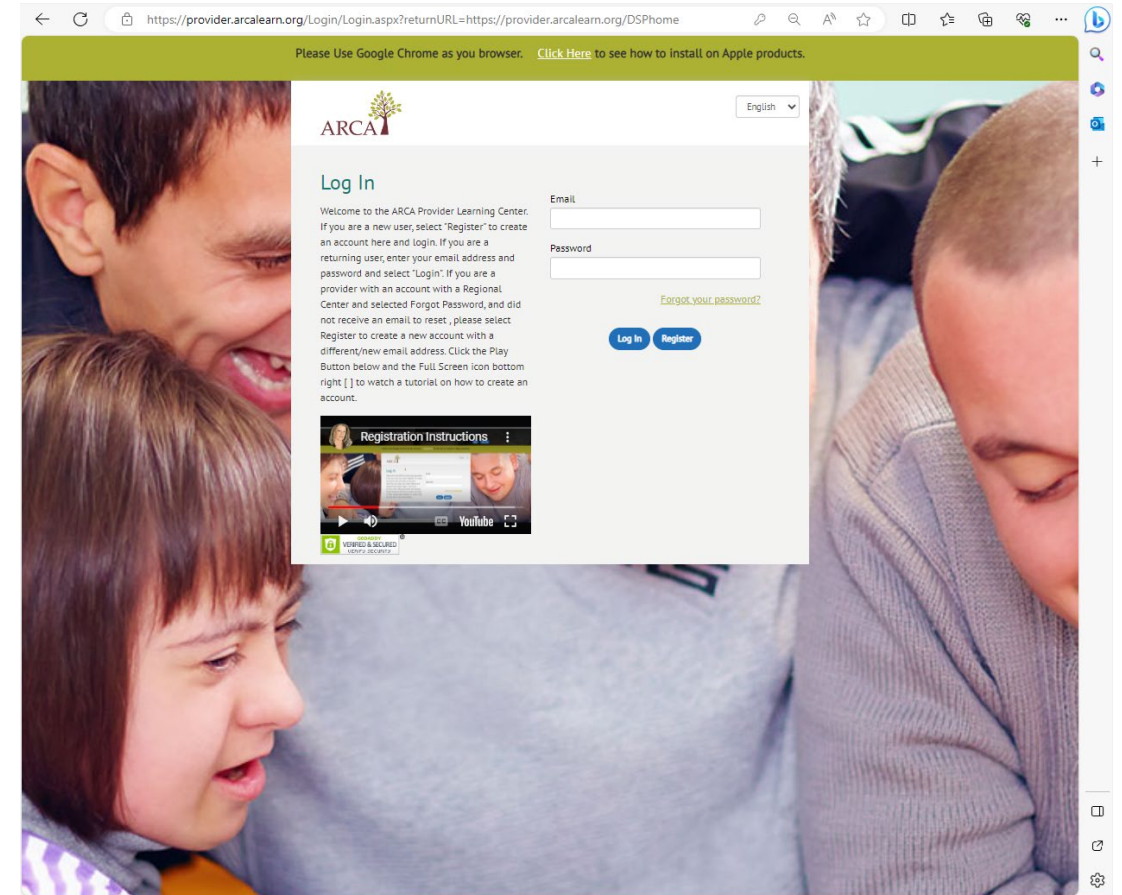 https://provider.arcalearn.org/Login/Login.aspx?returnURL=https://provider.arcalearn.org/DSPhome
Please Use Google Chrome as you browser. Click Here to see how to install on Apple products.
ARCA
English
Log In
Welcome to the ARCA Provider Learning Center.
If you are a new user, select "Register" to create
an account here and login. If you are a
returning user, enter your email address and
password and select "Login". If you are a
provider with an account with a Regional
Center and selected Forgot Password, and did
not receive an email to reset , please select
Register to create a new account with a
different/new email address. Click the Play
Button below and the Full Screen icon bottom
right [ ] to watch a tutorial on how to create an
account.
Email
Password
Forgot your password?
Log In Register
Registration Instructions
YouTube
VERIFIED & SECURED
VERIFY SECURITY